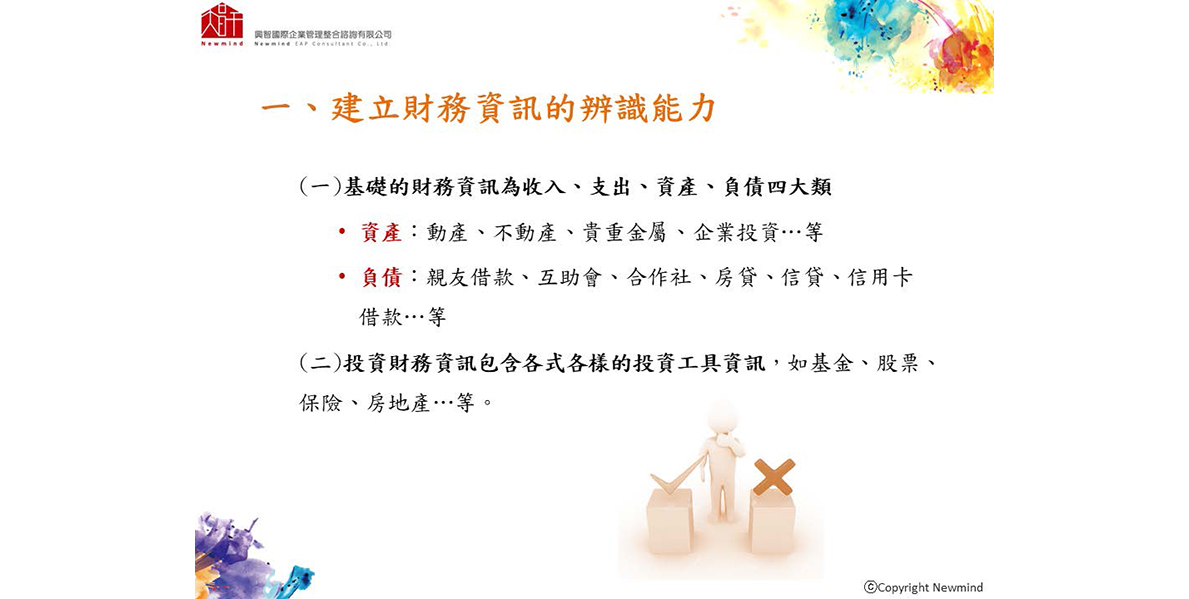 Newmind
興智國際企業管理整合諮詢有限公司
Newmind EAP Consultant Co., Ltd.
一、建立財務資訊的辨識能力
(一)基礎的財務資訊為收入、支出、資產、負債四大類
• 資產：動產、不動產、貴重金屬、企業投資…等
• 負債：親友借款、互助會、合作社、房貸、信貸、信用卡
借款…等
(二)投資財務資訊包含各式各樣的投資工具資訊，如基金、股票、
保險、房地產…等。
©Copyright Newmind